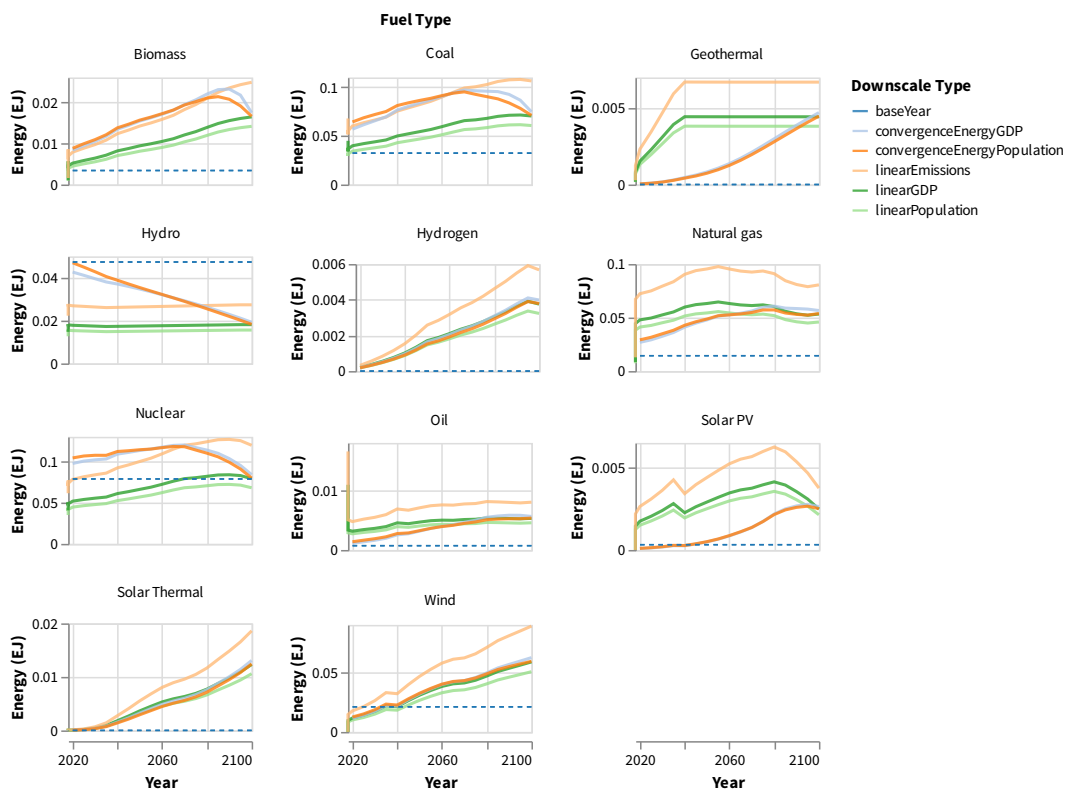 Fuel Type
Biomass
Coal
Geothermal
Energy (EJ)
0.02
0.01
0
Energy (EJ)
0.1
0.05
0
Energy (EJ)
0.005
0
Downscale Type
baseYear
convergenceEnergyGDP
convergenceEnergyPopulation
linearEmissions
linearGDP
linearPopulation
Hydro
Hydrogen
Natural gas
Energy (EJ)
0.04
0.02
0
Energy (EJ)
0.006
0.004
0.002
0
Energy (EJ)
0.1
0.05
0
Nuclear
Oil
Solar PV
Energy (EJ)
0.1
0.05
0
Energy (EJ)
0.01
0
Energy (EJ)
0.005
0
Solar Thermal
Wind
Energy (EJ)
0.02
0.01
0
Energy (EJ)
0.05
0
2020 2060 2100
2020 2060 2100
2020 2060 2100
Year
Year
Year